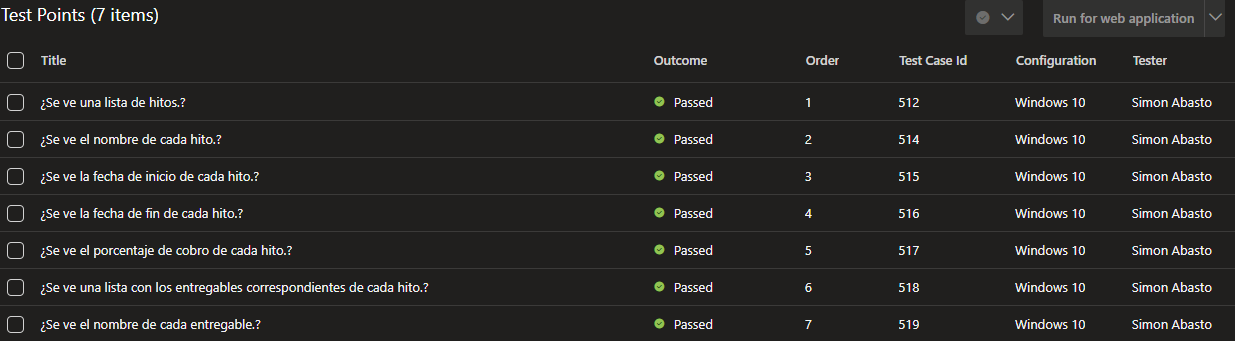 Test Points (7 items)
Run for web application
Title Outcome Order Test Case Id Configuration Tester
¿Se ve una lista de hitos.? Passed 1 512 Windows 10 Simon Abasto
¿Se ve el nombre de cada hito.? Passed 2 514 Windows 10 Simon Abasto
¿Se ve la fecha de inicio de cada hito.? Passed 3 515 Windows 10 Simon Abasto
¿Se ve la fecha de fin de cada hito.? Passed 4 516 Windows 10 Simon Abasto
¿Se ve el porcentaje de cobro de cada hito.? Passed 5 517 Windows 10 Simon Abasto
¿Se ve una lista con los entregables correspondientes de cada hito.? Passed 6 518 Windows 10 Simon Abasto
¿Se ve el nombre de cada entregable.? Passed 7 519 Windows 10 Simon Abasto